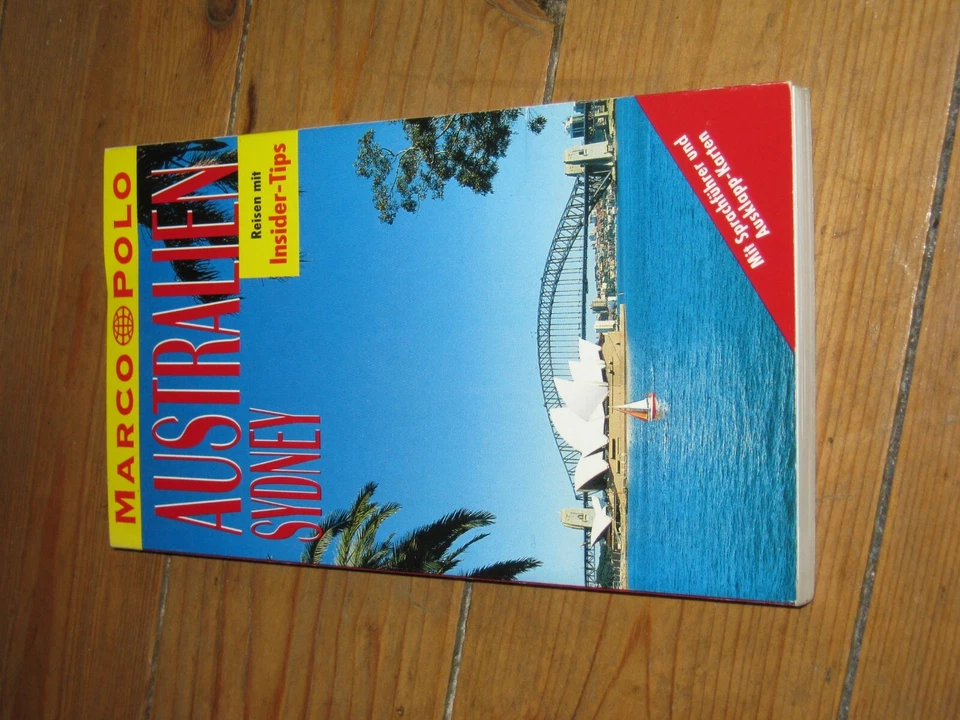 MARCO POLO
AUSTRALIEN
SYDNEY
Reisen mit
Insider-Tips
Mit Sprachführer und
Ausklapp-Karten